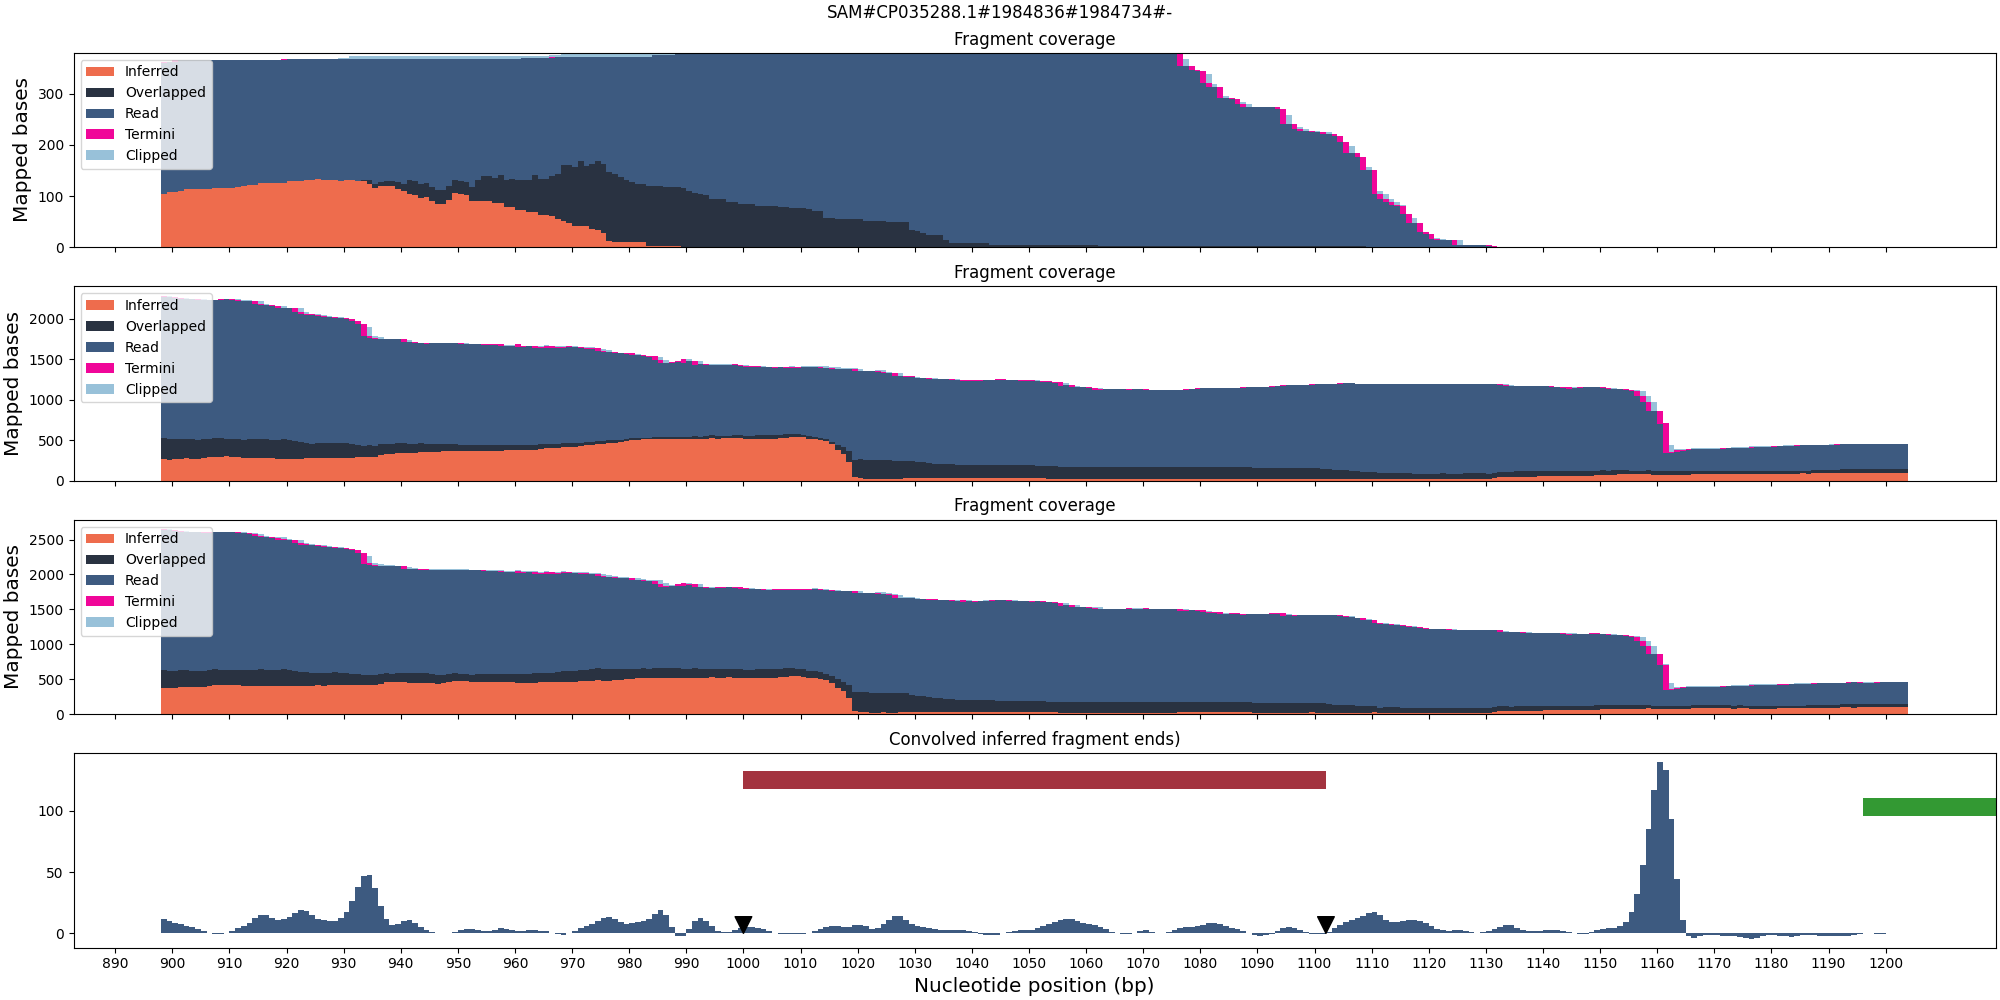 SAM#CP035288.1#1984836#1984734#-
Fragment coverage
Mapped bases
300
200
100
0
Inferred
Overlapped
Read
Termini
Clipped
Fragment coverage
Mapped bases
2000
1500
1000
500
0
Inferred
Overlapped
Read
Termini
Clipped
Fragment coverage
Mapped bases
2500
2000
1500
1000
500
0
Inferred
Overlapped
Read
Termini
Clipped
Convolved inferred fragment ends)
100
50
0
890 900 910 920 930 940 950 960 970 980 990 1000 1010 1020 1030 1040 1050 1060 1070 1080 1090 1100 1110 1120 1130 1140 1150 1160 1170 1180 1190 1200
Nucleotide position (bp)